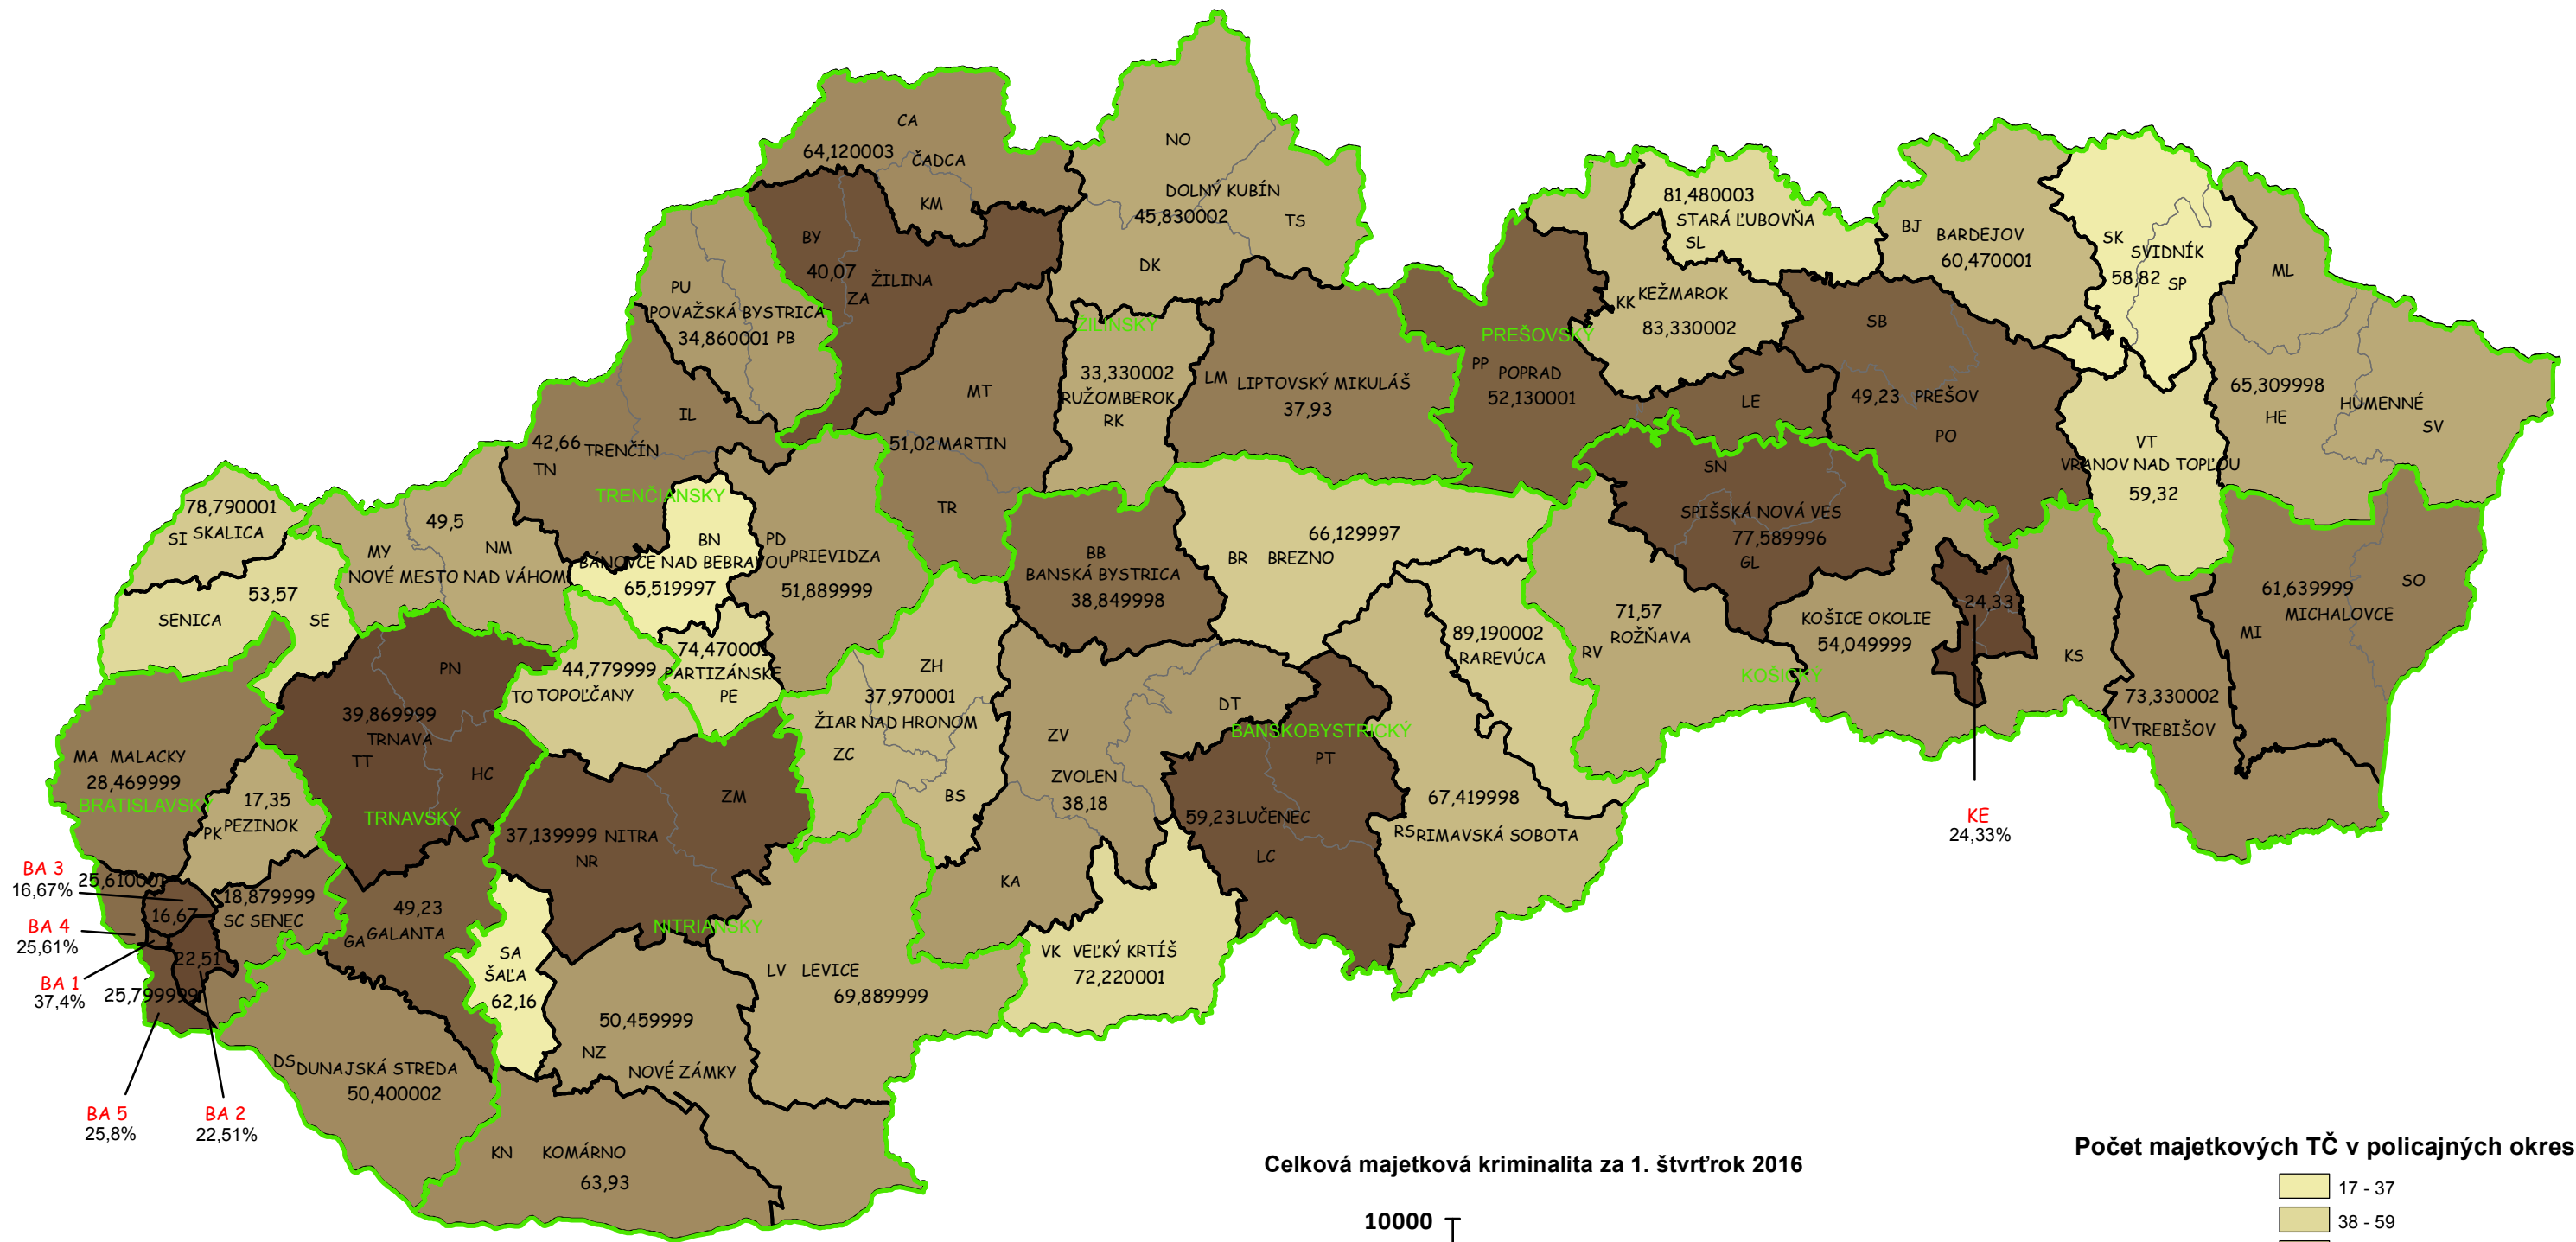 CA
64,120003
ČADCA
KM
NO
DOLNÝ KUBÍN
45,830002
TS
DK
BY
40,07
ŽILINA
ZA
PU
POVAŽSKÁ BYSTRICA
34,860001 PB
ŽILINSKÝ
33,330002
RUŽOMBEROK
RK
LM LIPTOVSKÝ MIKULÁŠ
37,93
MT
51,02 MARTIN
TR
IL
42,66 TRENČÍN
TN
TRENČIANSKY
81,480003
STARÁ ĽUBOVŇA
SL
KK KEŽMAROK
83,330002
PREŠOVSKÝ
PP POPRAD
52,130001
LE
BJ BARDEJOV
60,470001
SK SVIDNÍK
58,82 SP
ML
SB
49,23 PREŠOV
PO
65,309998
HUMENNÉ
HE
SV
VT
VRANOV NAD TOPĽOU
59,32
78,790001
SI SKALICA
53,57
SENICA
SE
49,5
MY
NM
NOVÉ MESTO NAD VÁHOM
BN
BÁNOVCE NAD BEBRAVOU
65,519997
PD PRIEVIDZA
51,889999
74,470001
PARTIZÁNSKE
PE
44,779999
TO TOPOĽČANY
BB
BANSKÁ BYSTRICA
38,849998
66,129997
BR BREZNO
89,190002
RAREVÚCA
SN
SPIŠSKÁ NOVÁ VES
77,589996
GL
71,57
ROŽŇAVA
RV
KOŠICE OKOLIE
54,049999
KOŠICKÝ
24,33
KS
61,639999
MICHALOVCE
MI
SO
73,330002
TV TREBIŠOV
ZH
37,970001
ŽIAR NAD HRONOM
ZC
BS
PN
39,869999
TRNAVA
TT
HC
TRNAVSKÝ
MA MALACKY
28,469999
BRATISLAVSKÝ
17,35
PK PEZINOK
DT
BANSKOBYSTRICKÝ
PT
ZV
ZVOLEN
38,18
KA
59,23 LUČENEC
LC
67,419998
RS RIMAVSKÁ SOBOTA
ZM
37,139999 NITRA
NR
NITRIANSKY
KE
24,33%
BA 3
16,67%
25,610001
16,67
18,879999
SC SENEC
BA 4
25,61%
BA 1
37,4%
22,51
25,799999
49,23
GA GALANTA
SA
ŠAĽA
62,16
LV LEVICE
69,889999
VK VEĽKÝ KRTÍŠ
72,220001
50,459999
NZ
NOVÉ ZÁMKY
DS DUNAJSKÁ STREDA
50,400002
BA 5
25,8%
BA 2
22,51%
KN KOMÁRNO
63,93
Celková majetková kriminalita za 1. štvrťrok 2016
10000
Počet majetkových TČ v policajných okres
17 - 37
38 - 59